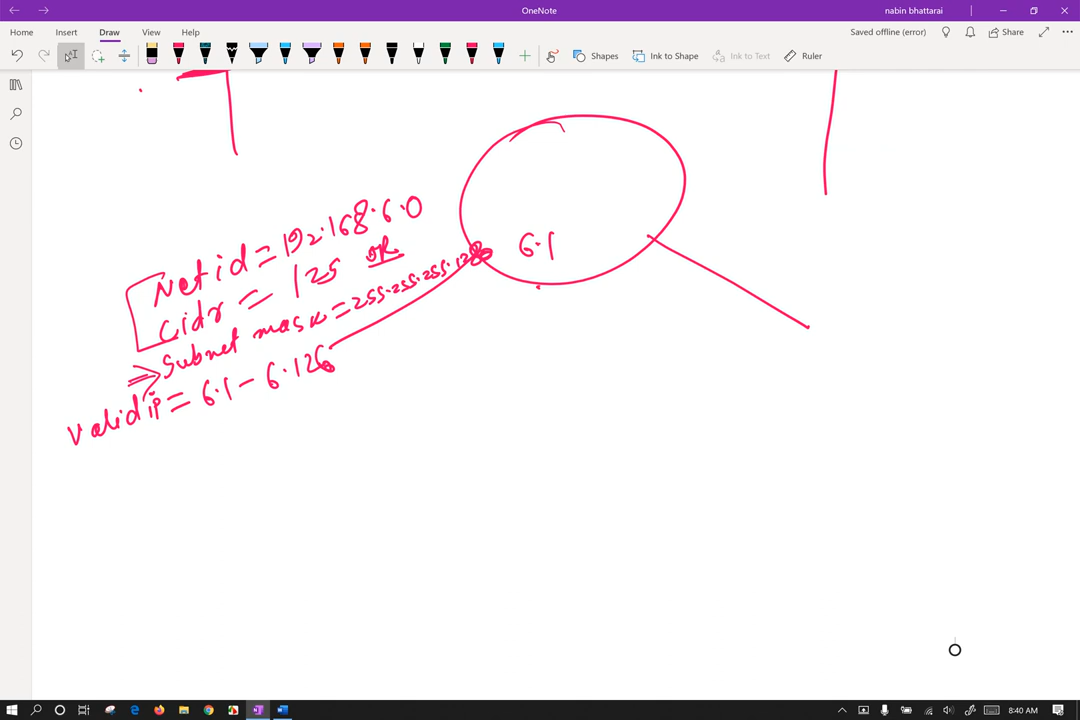 OneNote
nabin bhattarai
Home Insert Draw View Help
Saved offline (error)
Share
Shapes
Ink to Shape
Ink to Text
Ruler
Net id = 192.168.6.0
Cidr = /25 or
=> Subnet mask = 255.255.255.128
Valid ip = 6.1 - 6.126
6.1
8:40 AM